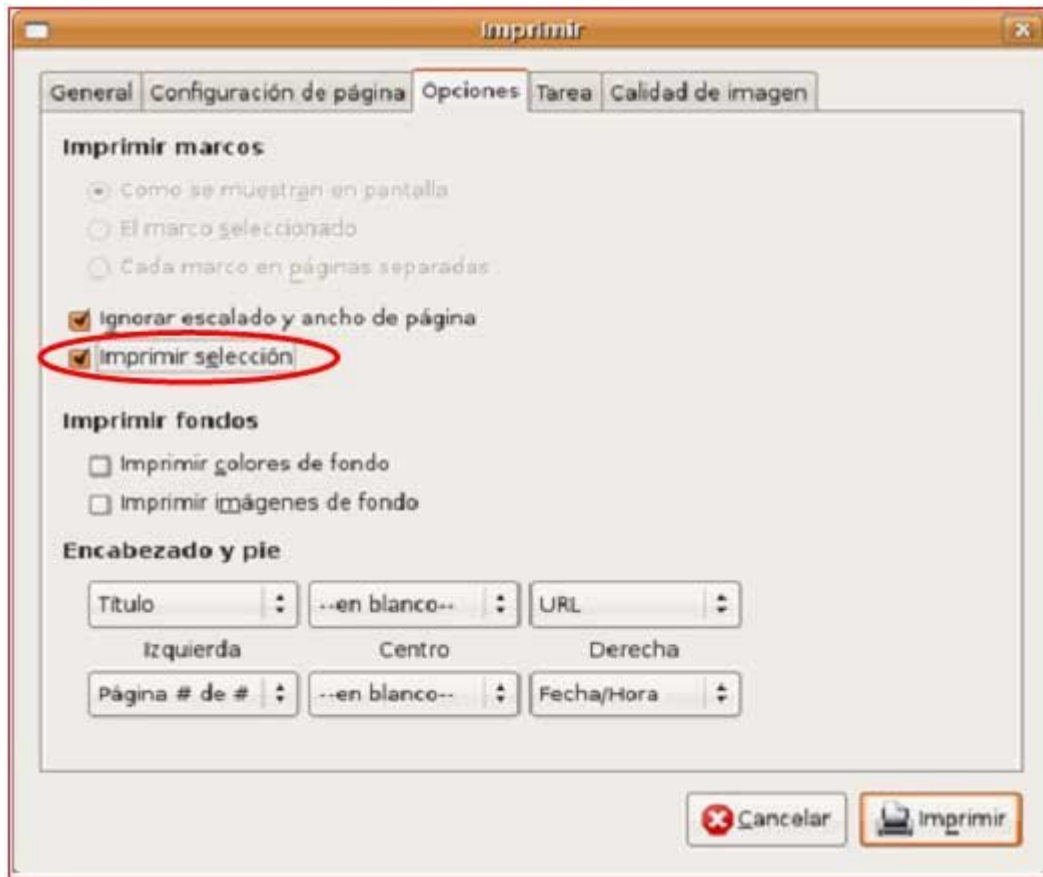 Imprimir
General Configuración de página Opciones Tarea Calidad de imagen
Imprimir marcos
Como se muestran en pantalla
El marco seleccionado
Cada marco en páginas separadas
Ignorar escalado y ancho de página
Imprimir selección
Imprimir fondos
Imprimir colores de fondo
Imprimir imágenes de fondo
Encabezado y pie
Título --en blanco-- URL
Izquierda Centro Derecha
Página # de # --en blanco-- Fecha/Hora
Cancelar Imprimir